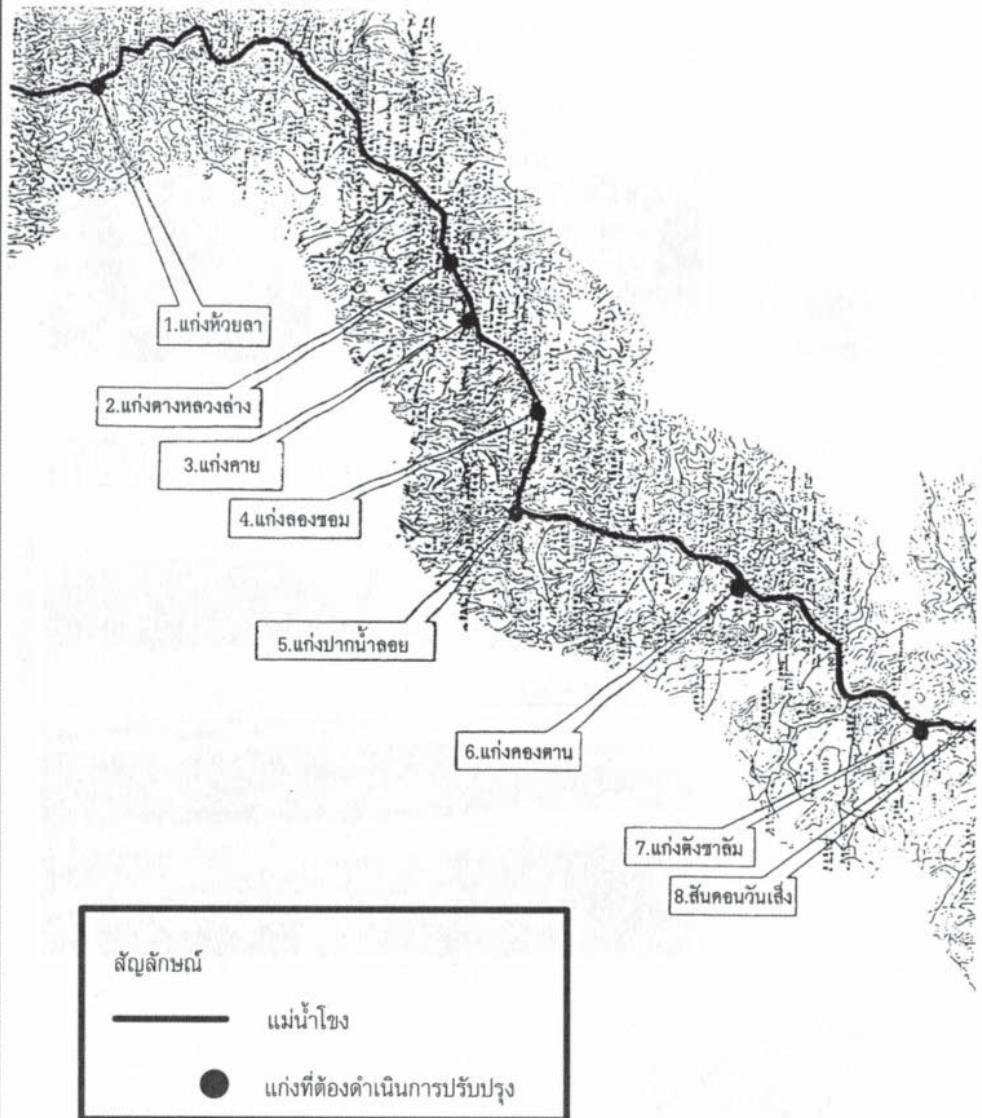 1.แก่งห้วยลา
2.แก่งตางหลวงล่าง
3.แก่งคาย
4.แก่งลองซอม
5.แก่งปากน้ำลอย
6.แก่งคองตาน
7.แก่งตังซาลัม
8.สันดอนวันเส็ง
สัญลักษณ์
แม่น้ำโขง
แก่งที่ต้องดำเนินการปรับปรุง